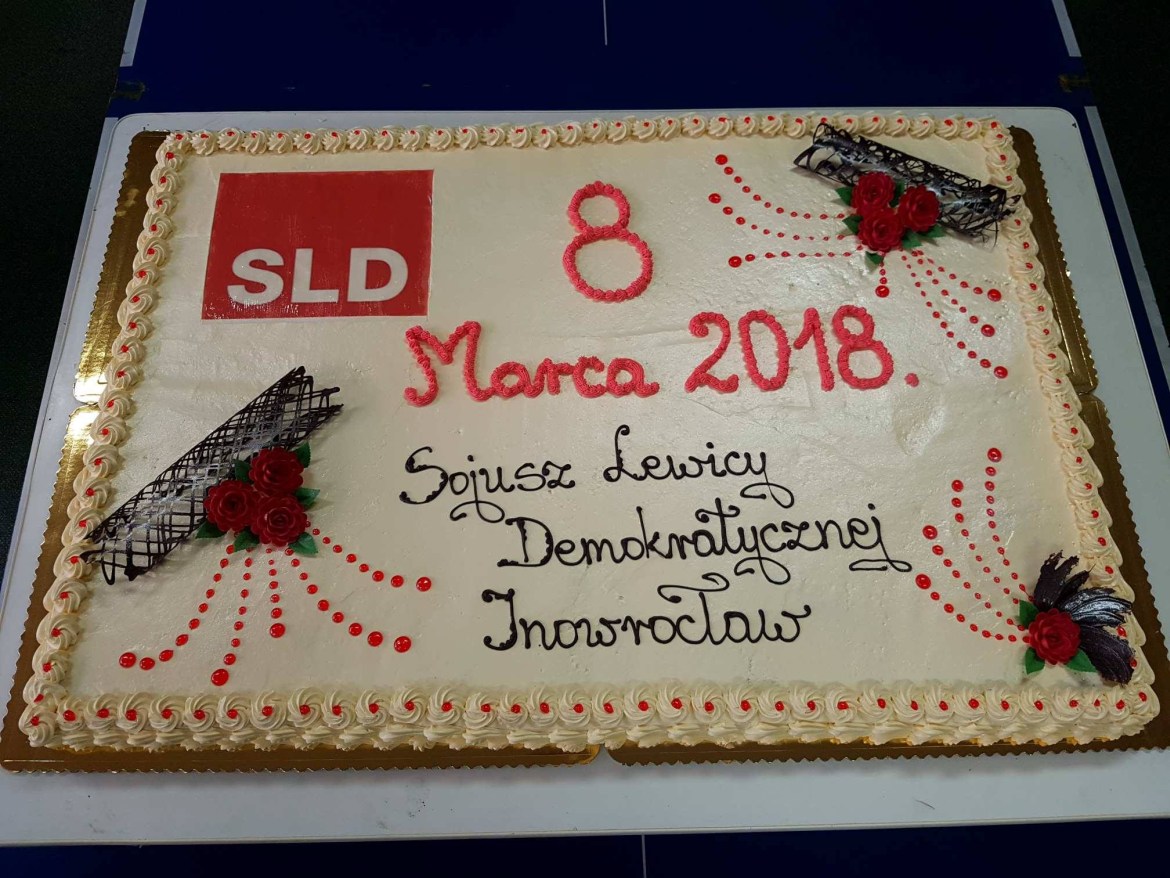 SLD
8
Marca 2018.
Sojusz Lewicy
Demokratycznej
Inowrocław